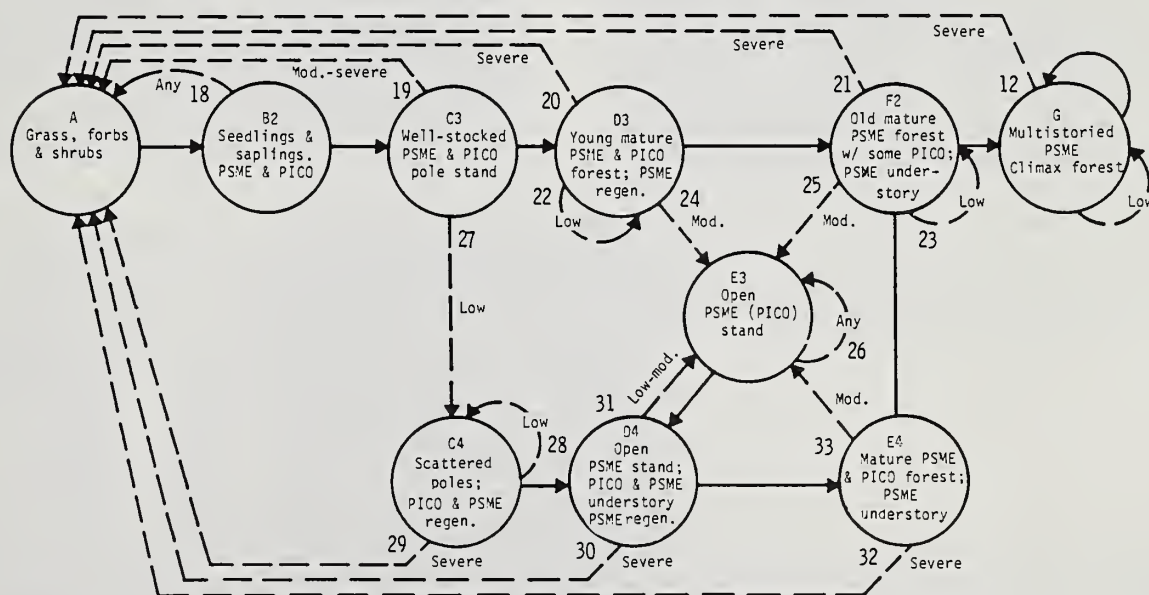 Severe
Severe
Severe
Mod.-severe
Any
18
19
20
21
12
A
Grass, forbs
& shrubs
B2
Seedlings &
saplings.
PSME & PICO
C3
Well-stocked
PSME & PICO
pole stand
D3
Young mature
PSME & PICO
forest; PSME
regen.
F2
Old mature
PSME forest
w/ some PICO;
PSME under-
story
G
Multistoried
PSME
Climax forest
22
Low
24
Mod.
25
Mod.
Low
23
Low
27
Low
E3
Open
PSME (PICO)
stand
Any
26
Low-mod.
31
Mod.
33
Low
28
C4
Scattered
poles;
PICO & PSME
regen.
D4
Open
PSME stand;
PICO & PSME
understory
PSME regen.
E4
Mature PSME
& PICO forest;
PSME
understory
29
Severe
30
Severe
32
Severe